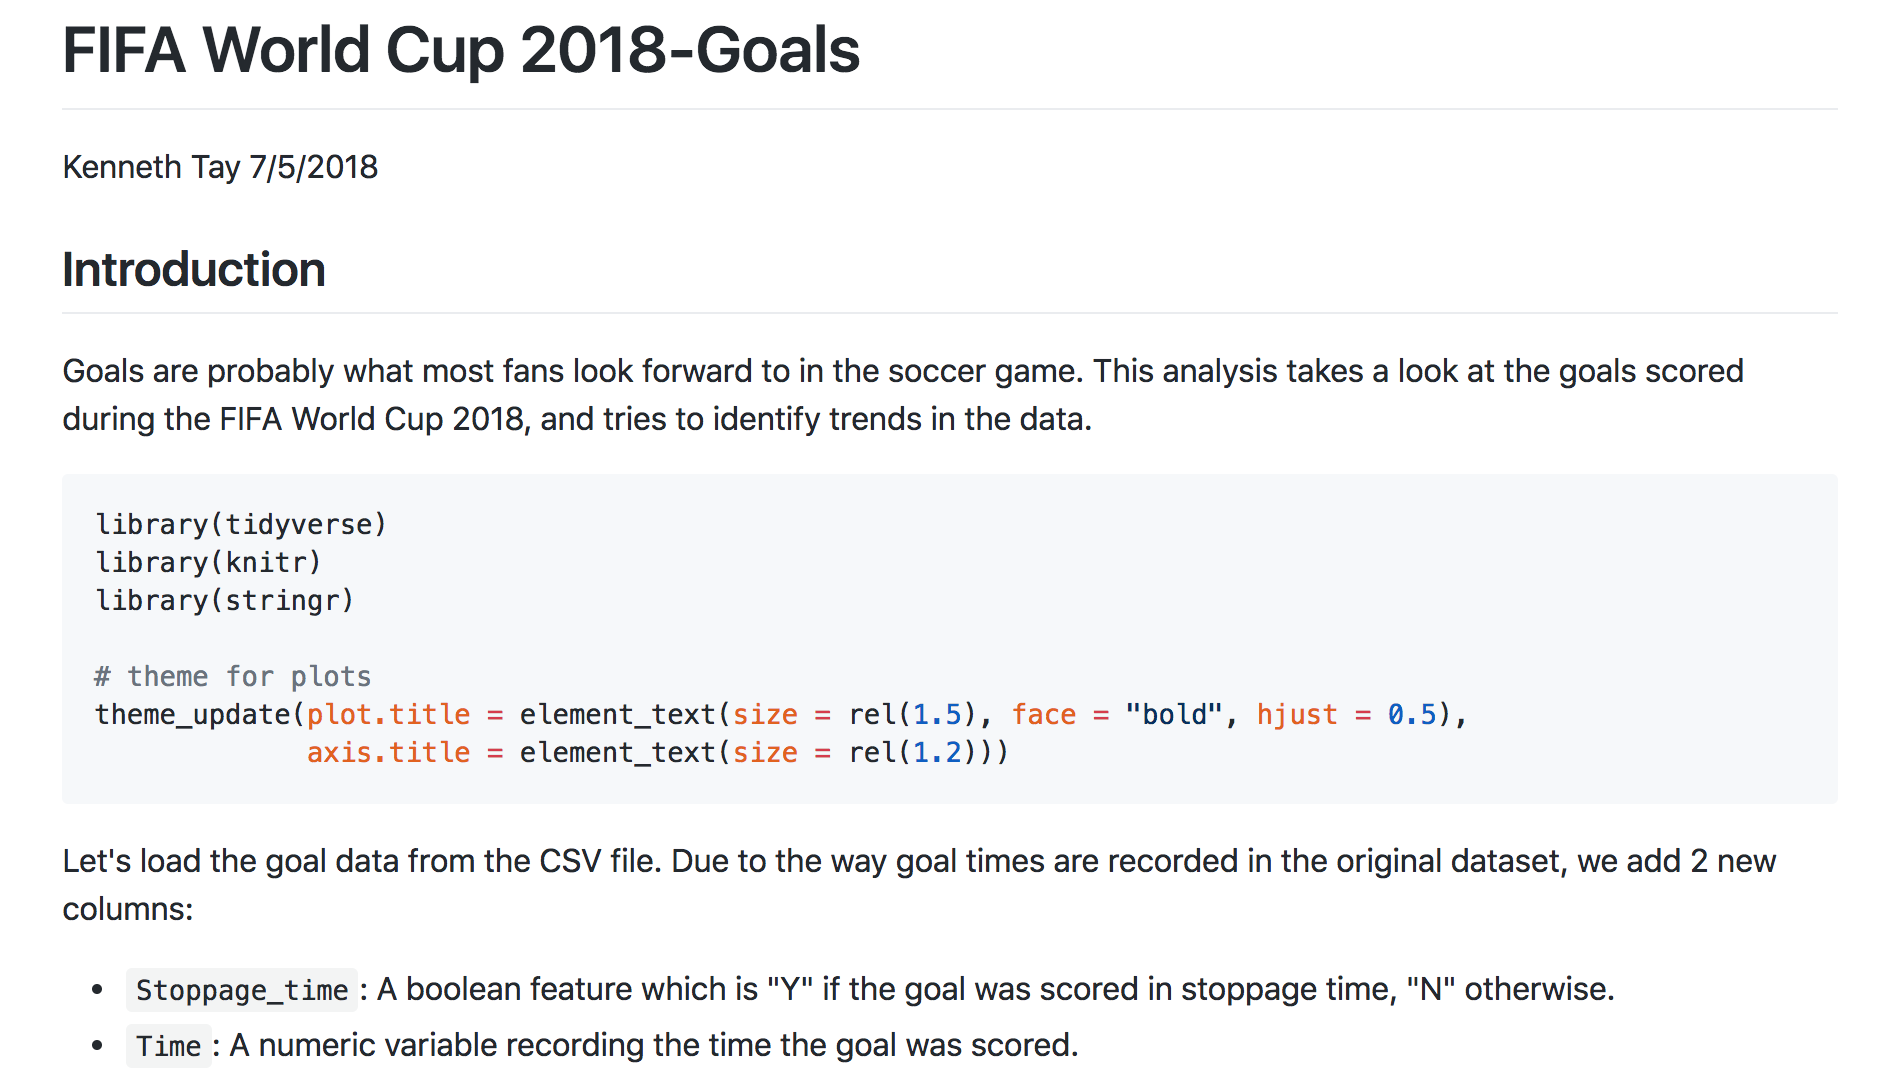 FIFA World Cup 2018-Goals
Kenneth Tay 7/5/2018
Introduction
Goals are probably what most fans look forward to in the soccer game. This analysis takes a look at the goals scored
during the FIFA World Cup 2018, and tries to identify trends in the data.
library(tidyverse)
library(knitr)
library(stringr)
# theme for plots
theme_update(plot.title = element_text(size = rel(1.5), face = "bold", hjust = 0.5),
             axis.title = element_text(size = rel(1.2)))
Let's load the goal data from the CSV file. Due to the way goal times are recorded in the original dataset, we add 2 new
columns:
• Stoppage_time : A boolean feature which is "Y" if the goal was scored in stoppage time, "N" otherwise.
• Time : A numeric variable recording the time the goal was scored.